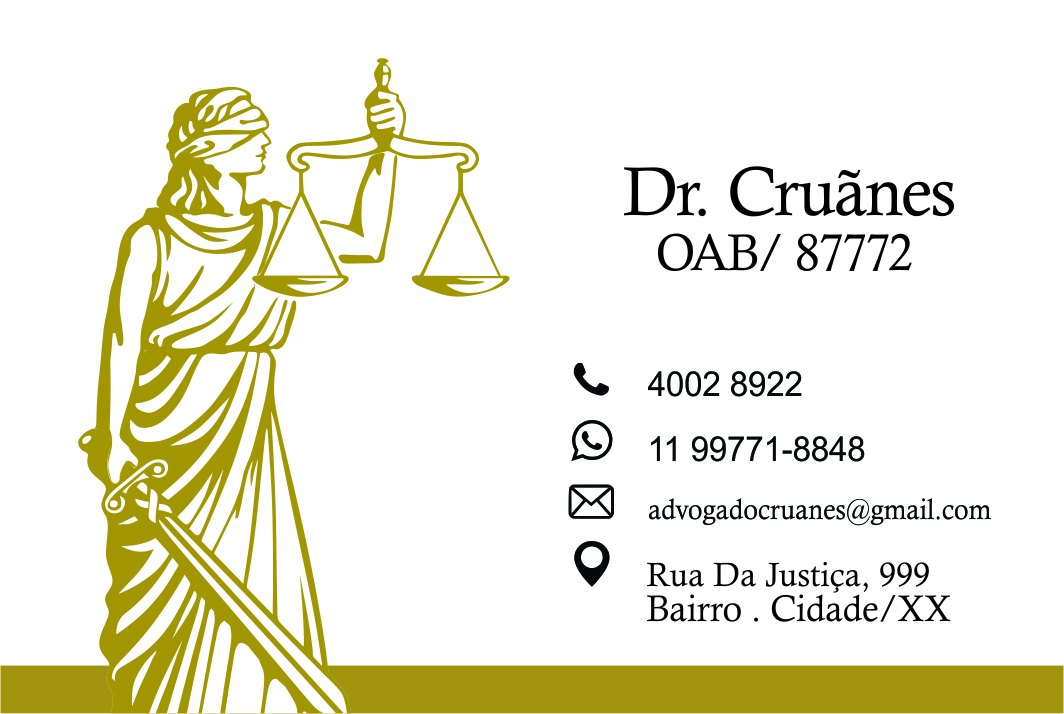 Dr. Cruãnes
OAB/ 87772
4002 8922
11 99771-8848
advogadocruanes@gmail.com
Rua Da Justiça, 999
Bairro . Cidade/XX